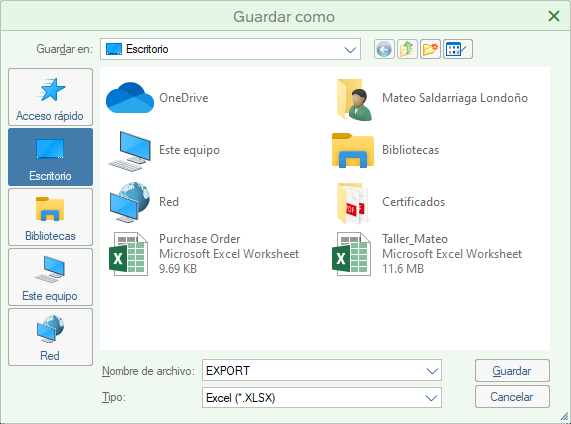 Guardar como
Guardar en:
Escritorio
Acceso rápido
Escritorio
Bibliotecas
Este equipo
Red
OneDrive
Mateo Saldarriaga Londoño
Este equipo
Bibliotecas
Red
Certificados
PDF
Purchase Order
Microsoft Excel Worksheet
9.69 KB
Taller_Mateo
Microsoft Excel Worksheet
11.6 MB
Nombre de archivo:
EXPORT
Guardar
Tipo:
Excel (*.XLSX)
Cancelar